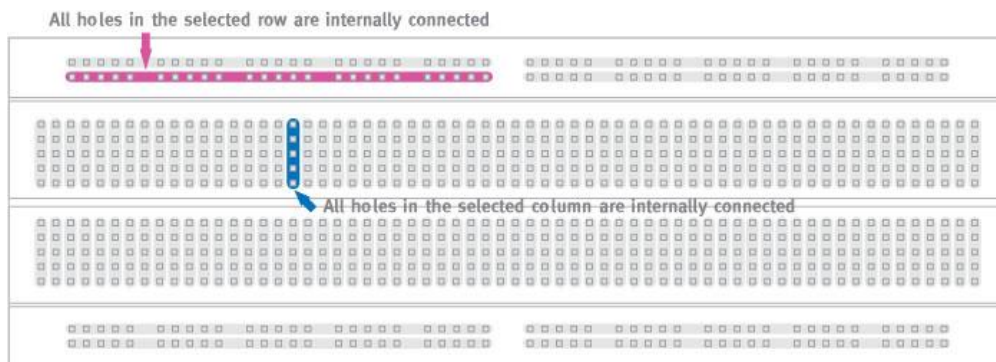 All holes in the selected row are internally connected
All holes in the selected column are internally connected